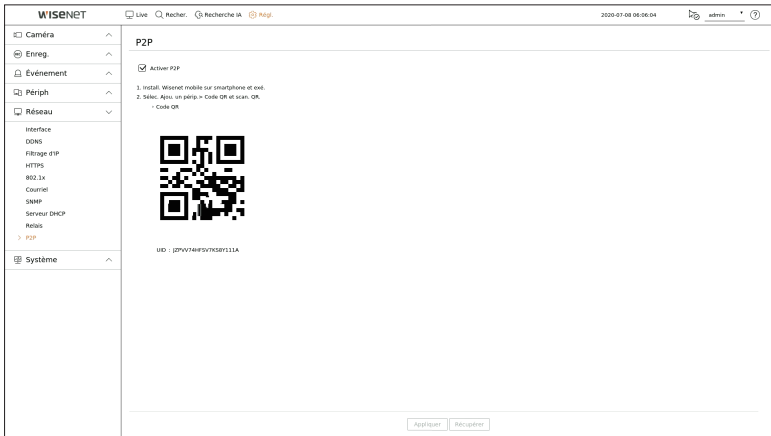 WISENET
Live Recher. Recherche IA Régl.
2020-07-08 06:06:04
admin
?
Caméra
Enreg.
Événement
Périph
Réseau
Interface
DDNS
Filtrage d'IP
HTTPS
802.1x
Courriel
SNMP
Serveur DHCP
Relais
> P2P
Système
P2P
Activer P2P
1. Install. Wisenet mobile sur smartphone et exé.
2. Sélec. Ajou. un périp.> Code QR et scan. QR.
• Code QR
UID : JZPVV74HFSV7KS8Y111A
Appliquer Récupérer